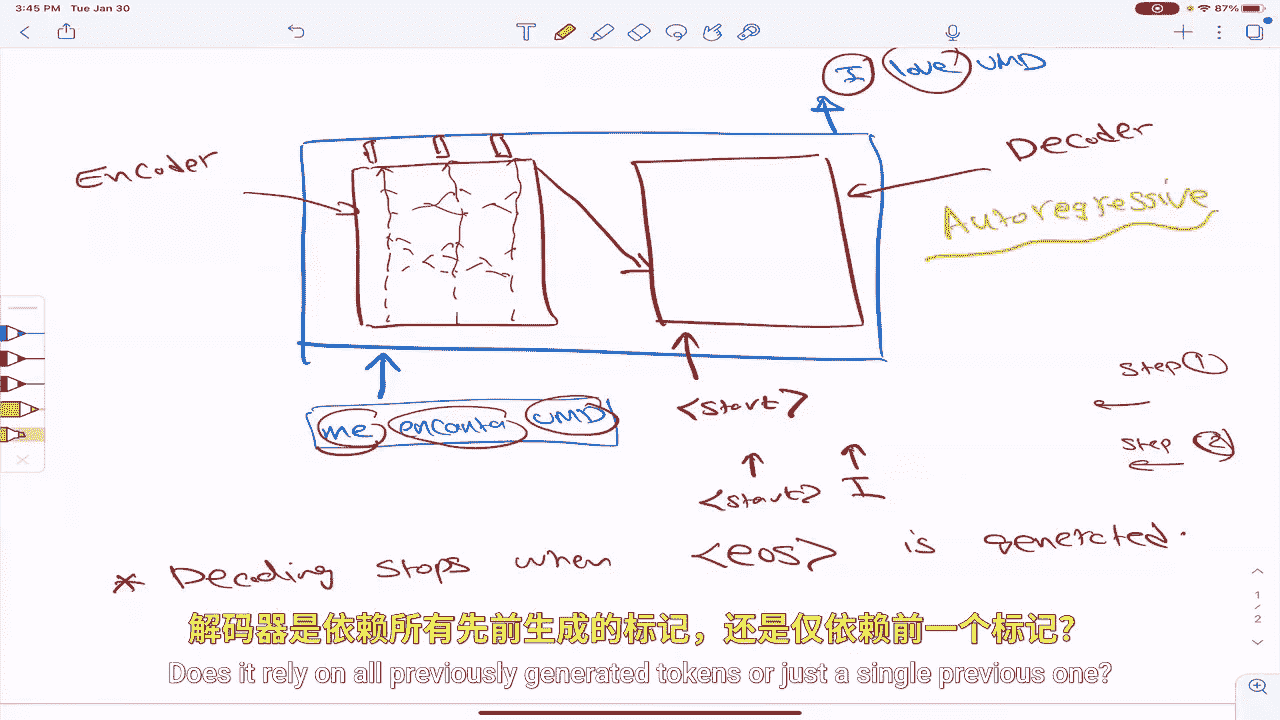 3:45 PM Tue Jan 30
87%
I love UMD
Encoder
Decoder
Autoregressive
me encanta UMD
<start>
Step 1
<start> I
Step 2
* Decoding stops when <eos> is generated.
解码器是依赖所有先前生成的标记，还是仅依赖前一个标记？
Does it rely on all previously generated tokens or just a single previous one?
1
/
2